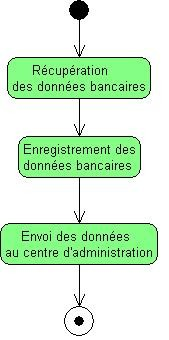 Récupération
des données bancaires
Enregistrement des
données bancaires
Envoi des données
au centre d'administration